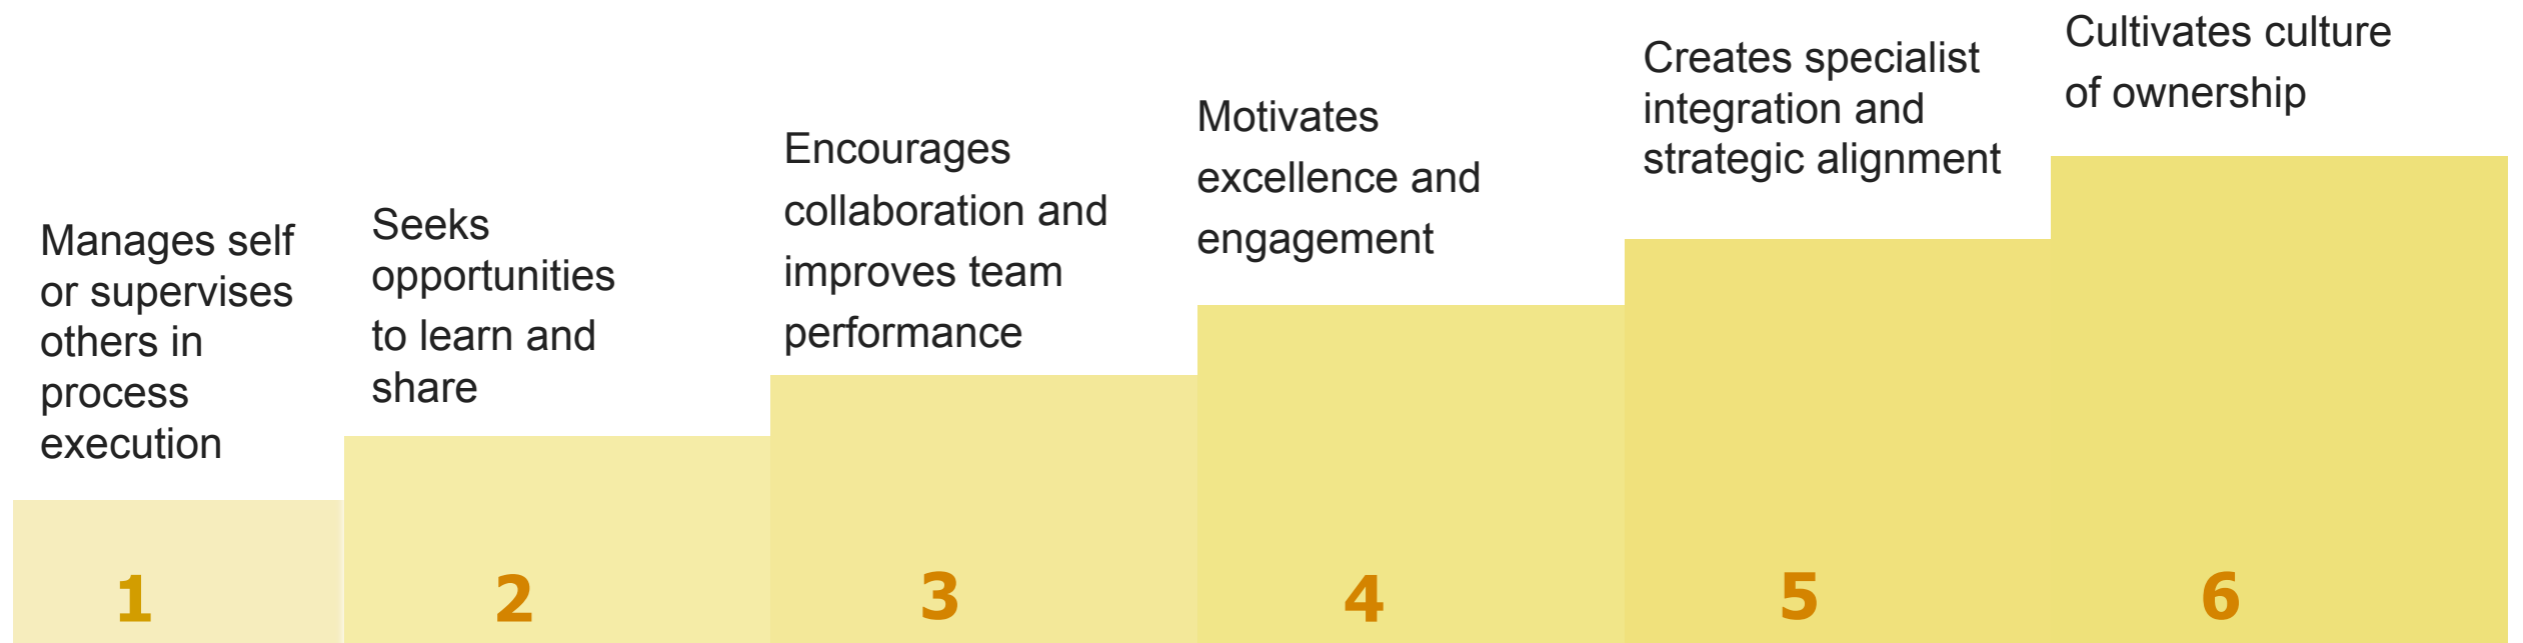 Manages self
or supervises
others in
process
execution
1
Seeks
opportunities
to learn and
share
2
Encourages
collaboration and
improves team
performance
3
Motivates
excellence and
engagement
4
Creates specialist
integration and
strategic alignment
5
Cultivates culture
of ownership
6